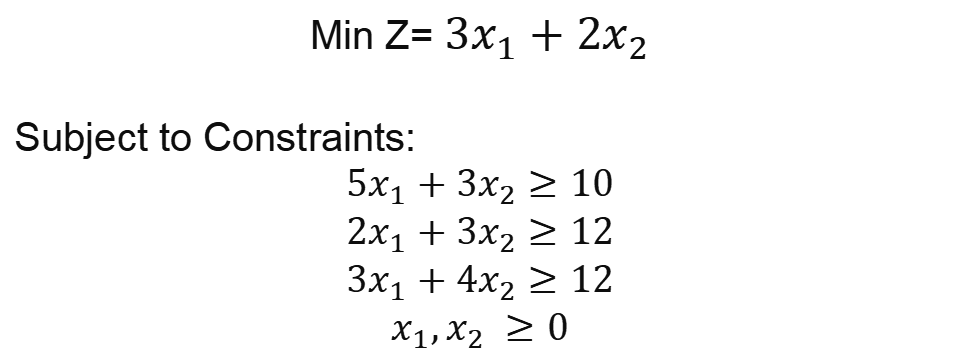 Min Z= 3x₁ + 2x₂
Subject to Constraints:
5x₁ + 3x₂ ≥ 10
2x₁ + 3x₂ ≥ 12
3x₁ + 4x₂ ≥ 12
x₁, x₂ ≥ 0